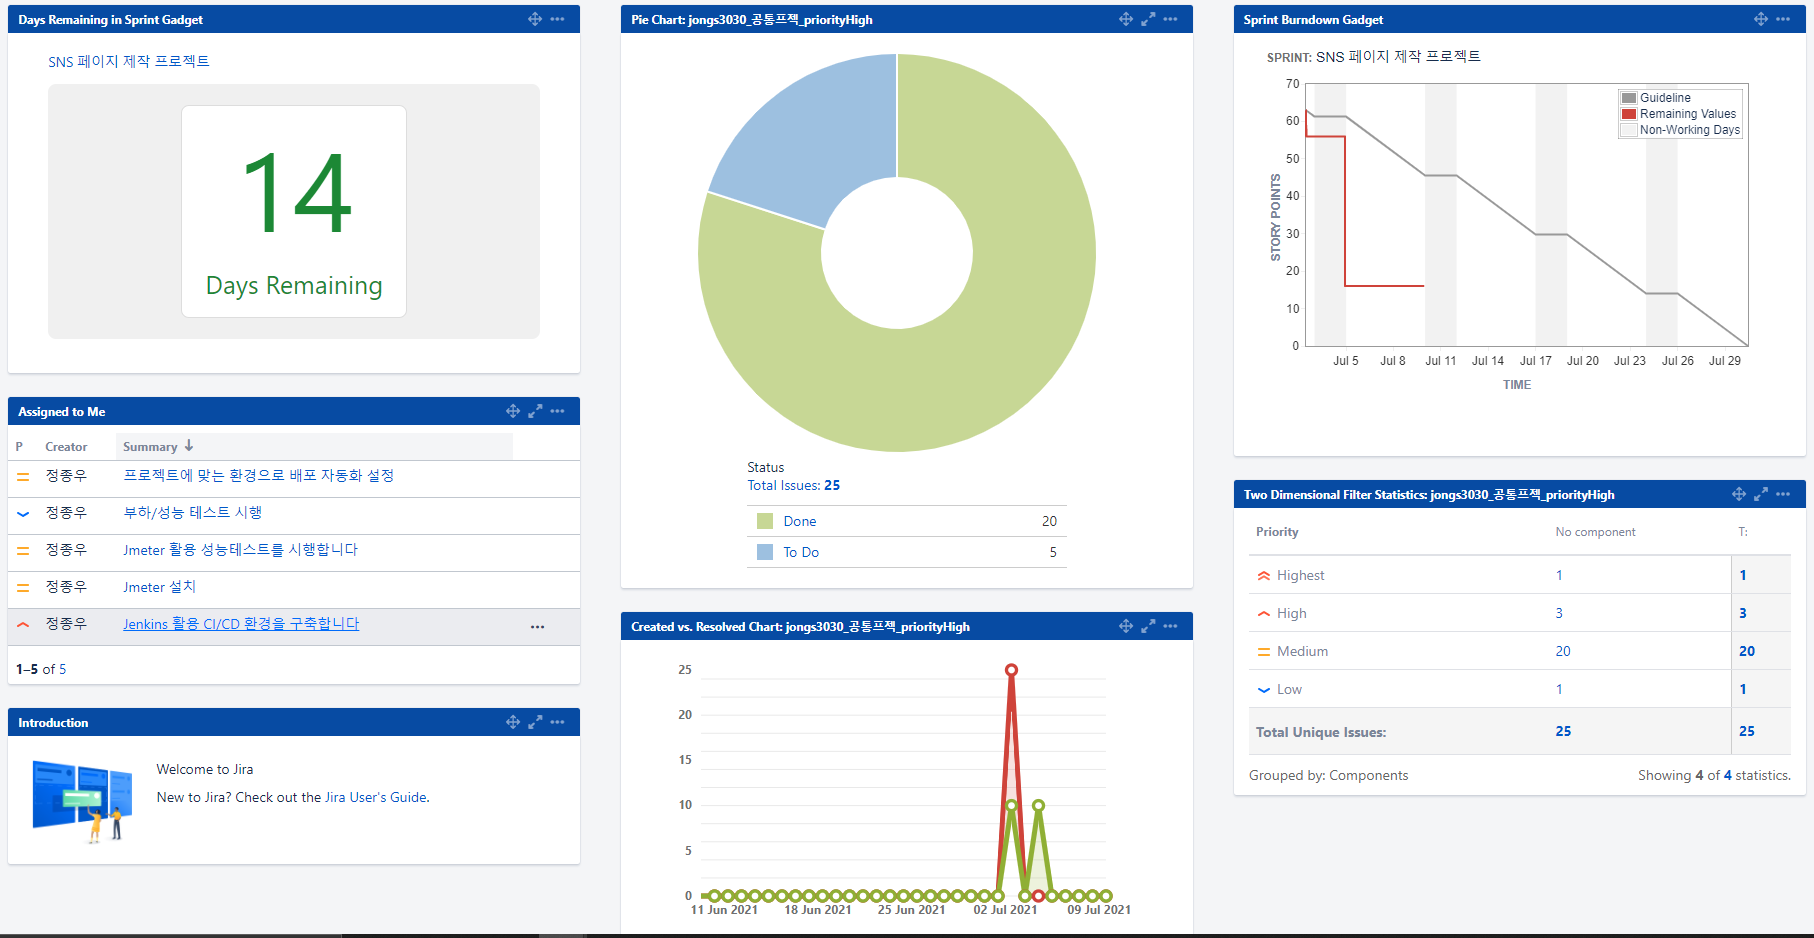 Days Remaining in Sprint Gadget
SNS 페이지 제작 프로젝트
14
Days Remaining
Assigned to Me
P Creator Summary
정종우 프로젝트에 맞는 환경으로 배포 자동화 설정
정종우 부하/성능 테스트 시행
정종우 Jmeter 활용 성능테스트를 시행합니다
정종우 Jmeter 설치
정종우 Jenkins 활용 CI/CD 환경을 구축합니다
1–5 of 5
Introduction
Welcome to Jira
New to Jira? Check out the Jira User's Guide.
Pie Chart: jongs3030_공통프젝_priorityHigh
Status
Total Issues: 25
Done 20
To Do 5
Created vs. Resolved Chart: jongs3030_공통프젝_priorityHigh
25
20
15
10
5
0
11 Jun 2021 18 Jun 2021 25 Jun 2021 02 Jul 2021 09 Jul 2021
Sprint Burndown Gadget
SPRINT: SNS 페이지 제작 프로젝트
STORY POINTS
70
60
50
40
30
20
10
0
Guideline
Remaining Values
Non-Working Days
Jul 5 Jul 8 Jul 11 Jul 14 Jul 17 Jul 20 Jul 23 Jul 26 Jul 29
TIME
Two Dimensional Filter Statistics: jongs3030_공통프젝_priorityHigh
Priority No component T:
Highest 1 1
High 3 3
Medium 20 20
Low 1 1
Total Unique Issues: 25 25
Grouped by: Components Showing 4 of 4 statistics.